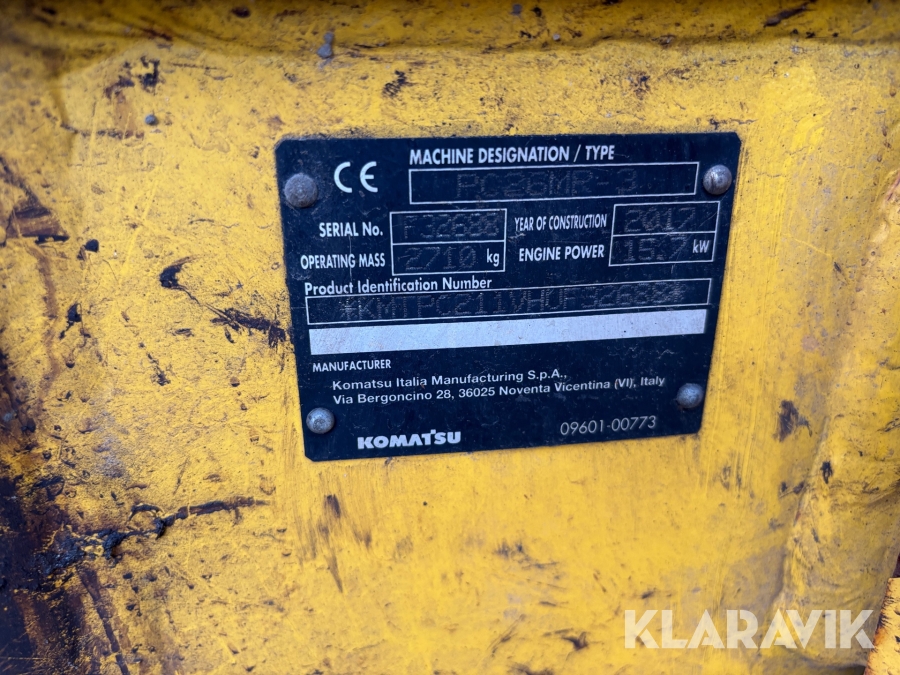 CE
MACHINE DESIGNATION / TYPE
PC26MR-3
SERIAL No. F32688 YEAR OF CONSTRUCTION 2017
OPERATING MASS 2710 kg ENGINE POWER 15.7 kW
Product Identification Number
MANUFACTURER
Komatsu Italia Manufacturing S.p.A.,
Via Bergoncino 28, 36025 Noventa Vicentina (VI), Italy
KOMATSU 09601-00773
KLARAVIK